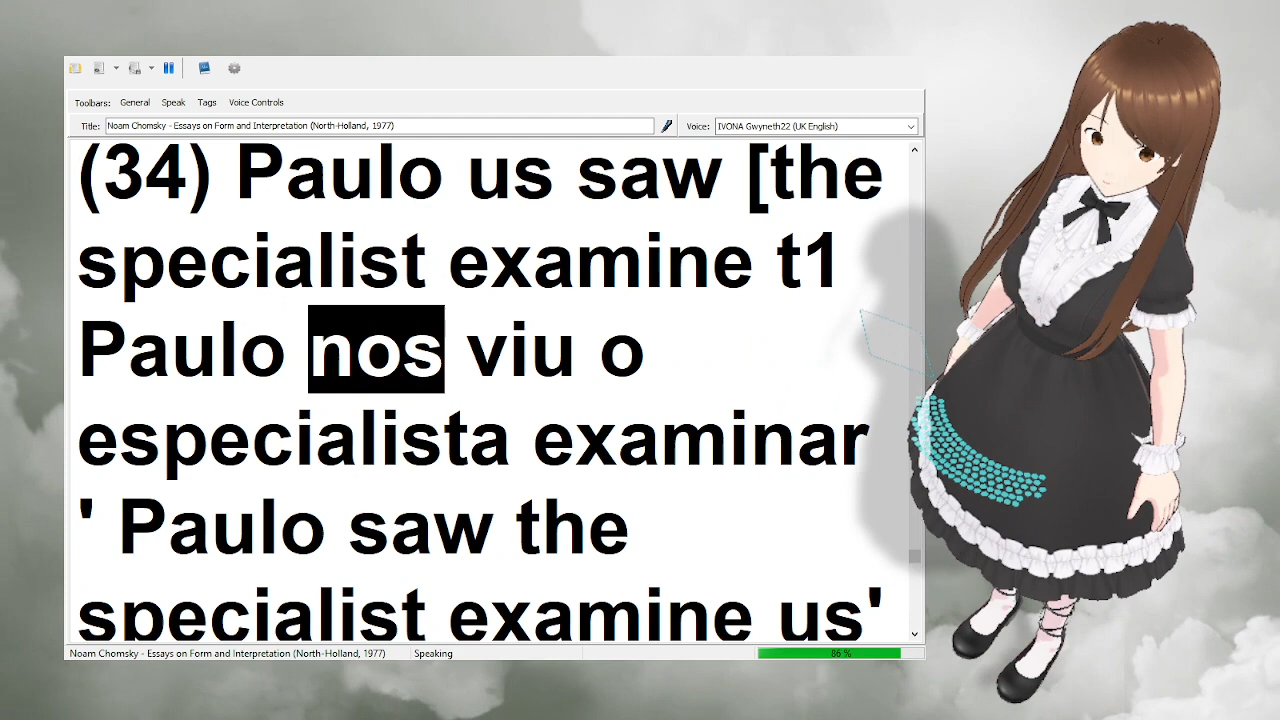 Toolbars: General Speak Tags Voice Controls
Title: Noam Chomsky - Essays on Form and Interpretation (North-Holland, 1977) Voice: IVONA Gwyneth22 (UK English)
(34) Paulo us saw [the
specialist examine t1
Paulo nos viu o
especialista examinar
' Paulo saw the
specialist examine us'
Noam Chomsky - Essays on Form and Interpretation (North-Holland, 1977) Speaking 86 %